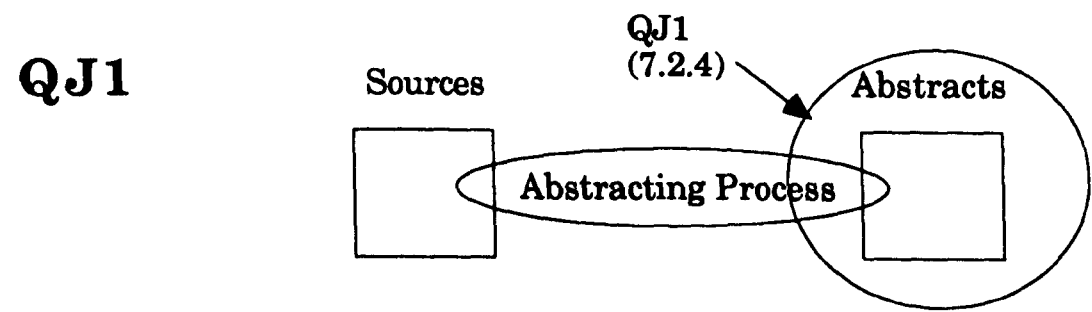 QJ1
QJ1
(7.2.4)
Sources
Abstracts
Abstracting Process